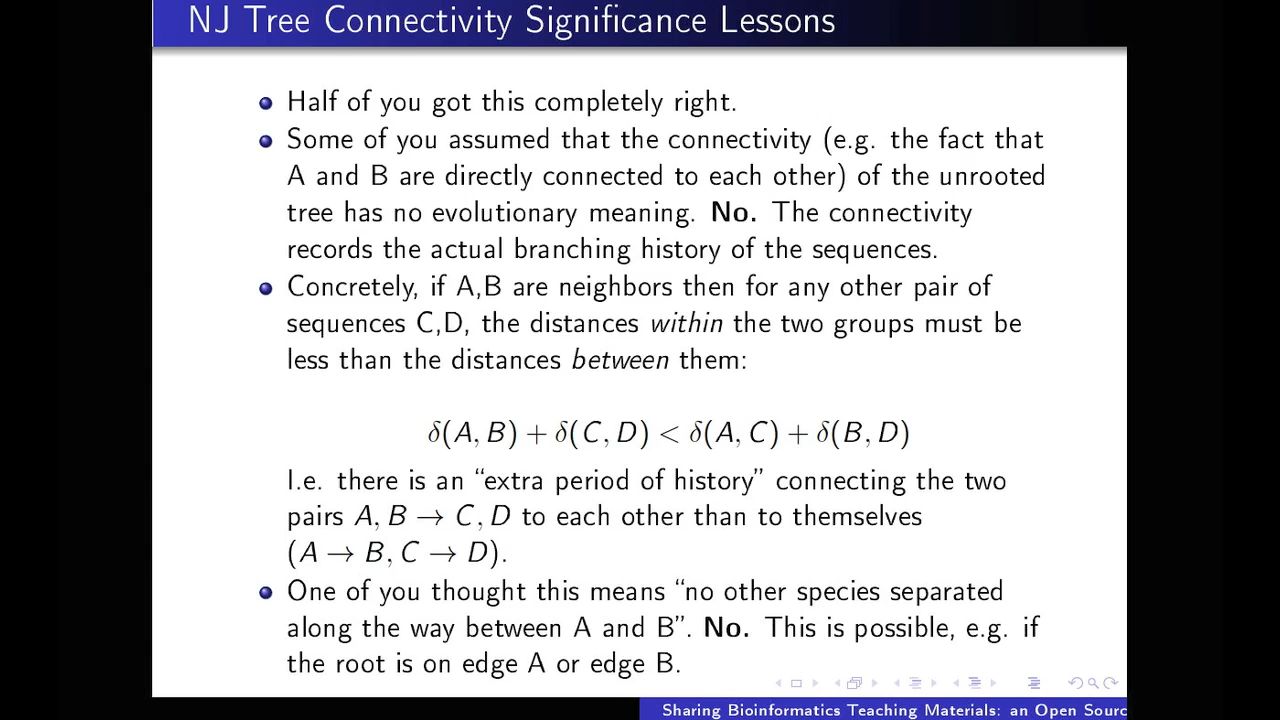 NJ Tree Connectivity Significance Lessons
Half of you got this completely right.
Some of you assumed that the connectivity (e.g. the fact that
A and B are directly connected to each other) of the unrooted
tree has no evolutionary meaning. No. The connectivity
records the actual branching history of the sequences.
Concretely, if A,B are neighbors then for any other pair of
sequences C,D, the distances within the two groups must be
less than the distances between them:
δ(A, B) + δ(C, D) < δ(A, C) + δ(B, D)
I.e. there is an “extra period of history” connecting the two
pairs A, B → C, D to each other than to themselves
(A → B, C → D).
One of you thought this means “no other species separated
along the way between A and B”. No. This is possible, e.g. if
the root is on edge A or edge B.
Sharing Bioinformatics Teaching Materials: an Open Sourc